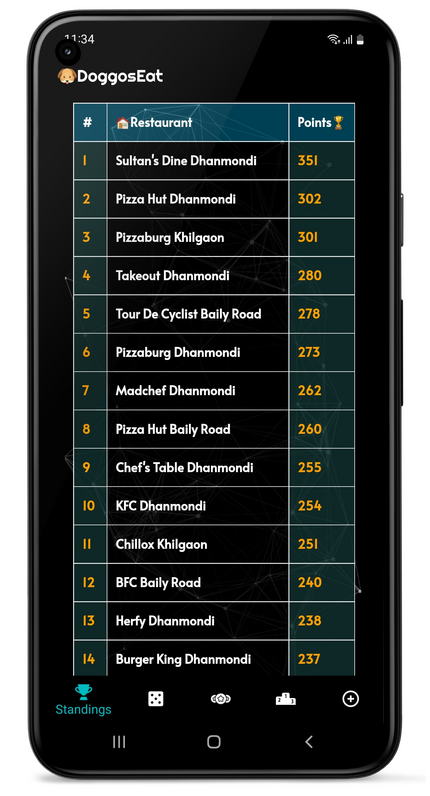 11:34
DoggosEat
# Restaurant Points
1 Sultan's Dine Dhanmondi 351
2 Pizza Hut Dhanmondi 302
3 Pizzaburg Khilgaon 301
4 Takeout Dhanmondi 280
5 Tour De Cyclist Baily Road 278
6 Pizzaburg Dhanmondi 273
7 Madchef Dhanmondi 262
8 Pizza Hut Baily Road 260
9 Chef's Table Dhanmondi 255
10 KFC Dhanmondi 254
11 Chillox Khilgaon 251
12 BFC Baily Road 240
13 Herfy Dhanmondi 238
14 Burger King Dhanmondi 237
2 1 3
Standings